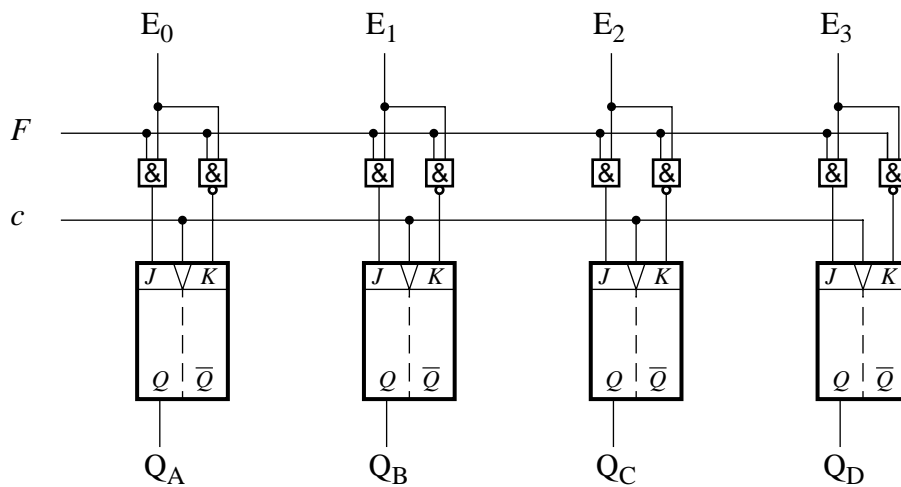 E0 E1 E2 E3
F
& & & & & & & &
c
J K J K J K J K
Q Q̅ Q Q̅ Q Q̅ Q Q̅
QA QB QC QD